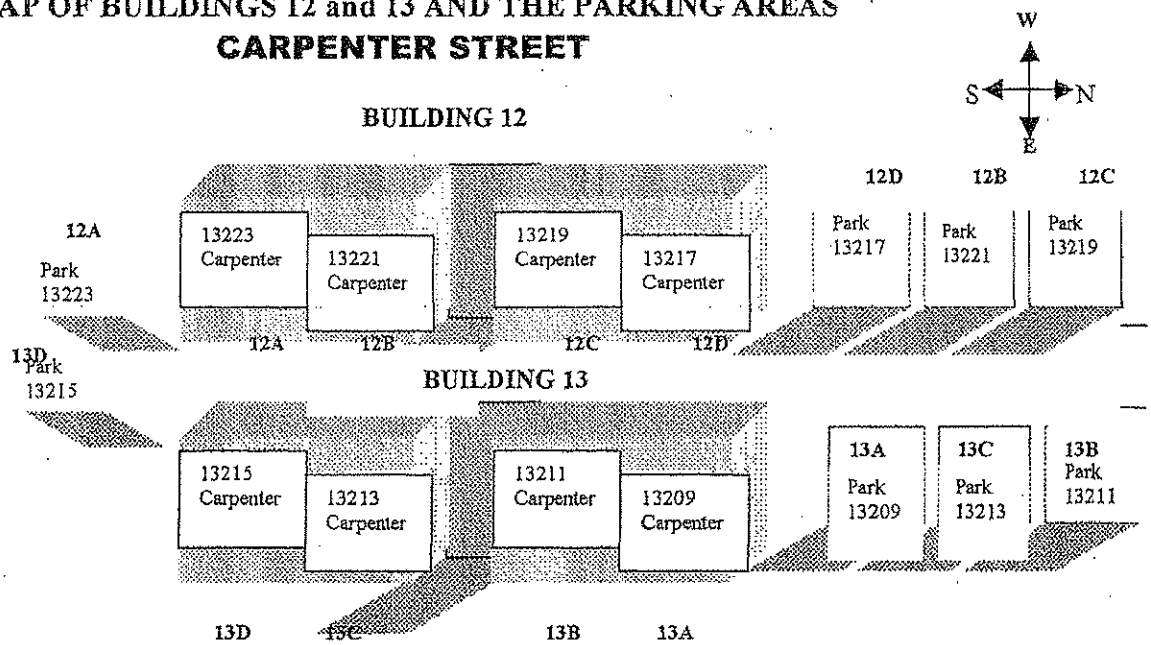 AP OF BUILDINGS 12 and 13 AND THE PARKING AREAS
CARPENTER STREET
W
S N
E
BUILDING 12
12D 12B 12C
12A
Park
13223
13223
Carpenter
13221
Carpenter
13219
Carpenter
13217
Carpenter
Park
13217
Park
13221
Park
13219
12A 12B 12C 12D
13D
Park
13215
BUILDING 13
13215
Carpenter
13213
Carpenter
13211
Carpenter
13209
Carpenter
13A
Park
13209
13C
Park
13213
13B
Park
13211
13D 13C 13B 13A